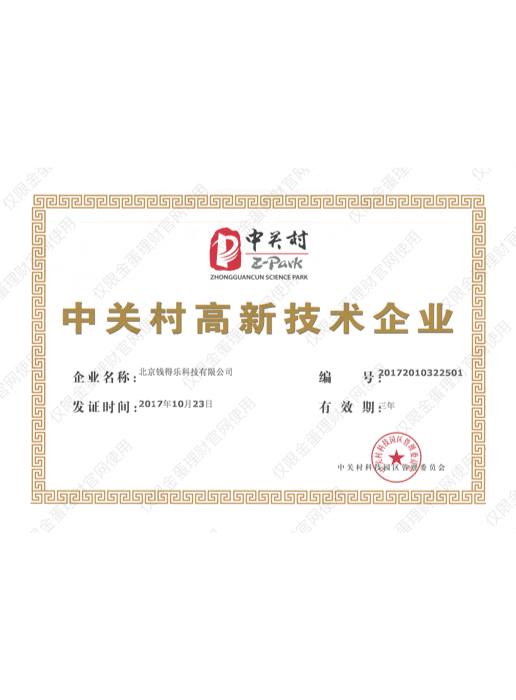 中关村
Z-Park
ZHONGGUANCUN SCIENCE PARK
中关村高新技术企业
企业名称:北京钱得乐科技有限公司
编 号:20172010322501
发证时间:2017年10月23日
有 效 期:三年
中关村科技园区管理委员会
仅限金蛋理财官网使用